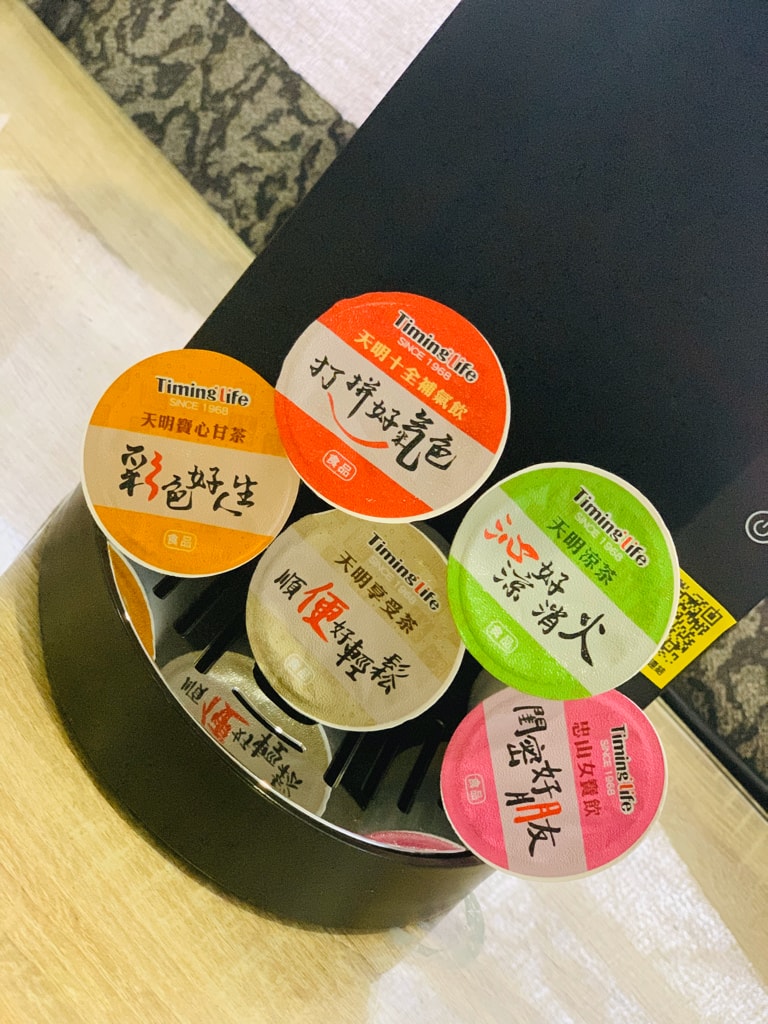 Timing Life
SINCE 1968
天明十全補氣飲
打拼好氣色
食品
Timing Life
SINCE 1968
天明寶心甘茶
彩色好人生
食品
Timing Life
SINCE 1968
天明享受茶
順便好輕鬆
食品
Timing Life
SINCE 1968
天明涼茶
沁涼好消火
食品
Timing Life
SINCE 1968
忠山女寶飲
閨密好朋友
食品